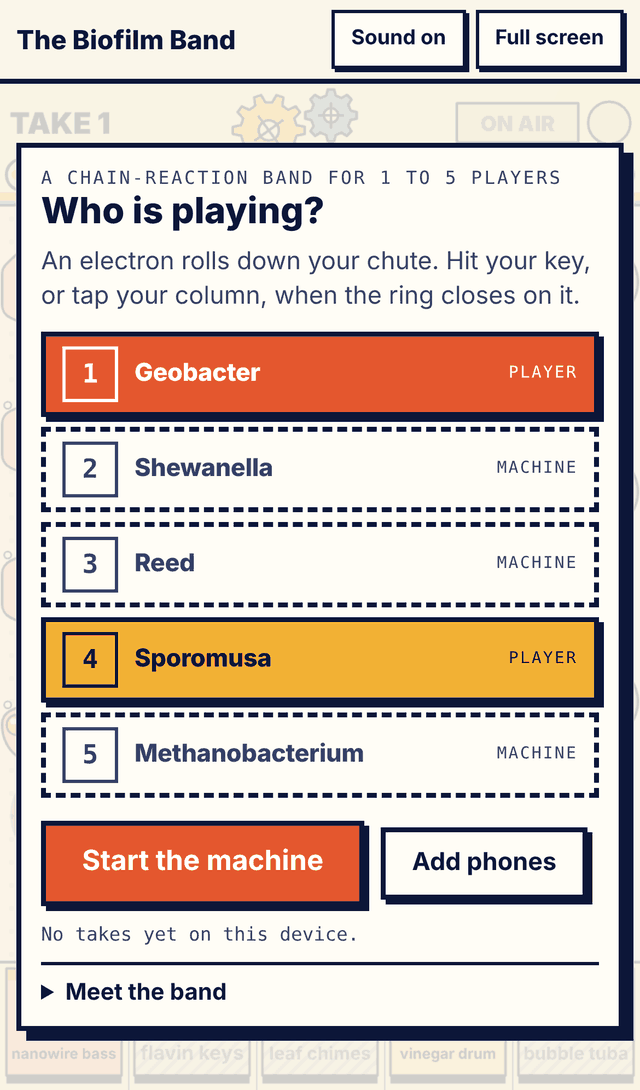 The Biofilm Band
Sound on
Full screen
TAKE 1
ON AIR
A CHAIN-REACTION BAND FOR 1 TO 5 PLAYERS
Who is playing?
An electron rolls down your chute. Hit your key,
or tap your column, when the ring closes on it.
1 Geobacter PLAYER
2 Shewanella MACHINE
3 Reed MACHINE
4 Sporomusa PLAYER
5 Methanobacterium MACHINE
Start the machine
Add phones
No takes yet on this device.
▶ Meet the band
nanowire bass
flavin keys
leaf chimes
vinegar drum
bubble tuba